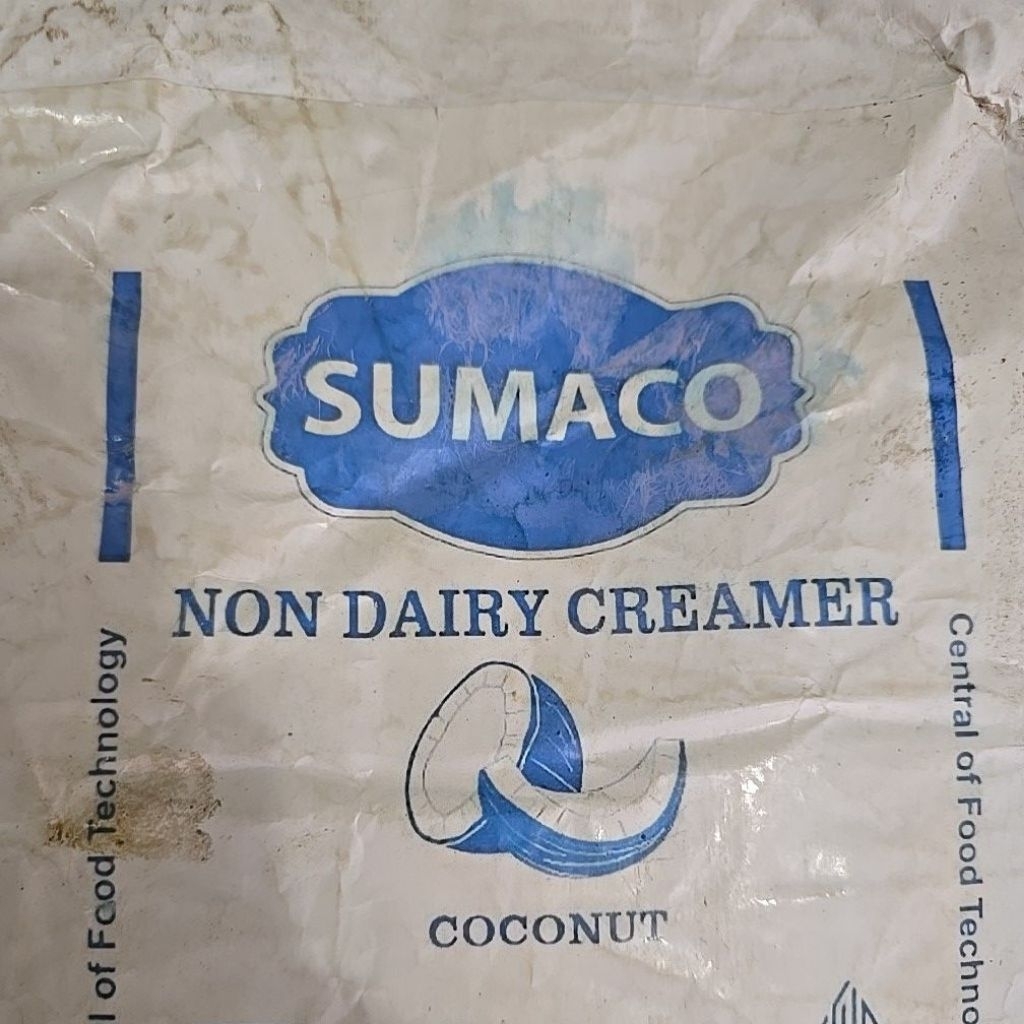 SUMACO
NON DAIRY CREAMER
COCONUT
l of Food Technology
Central of Food Techno